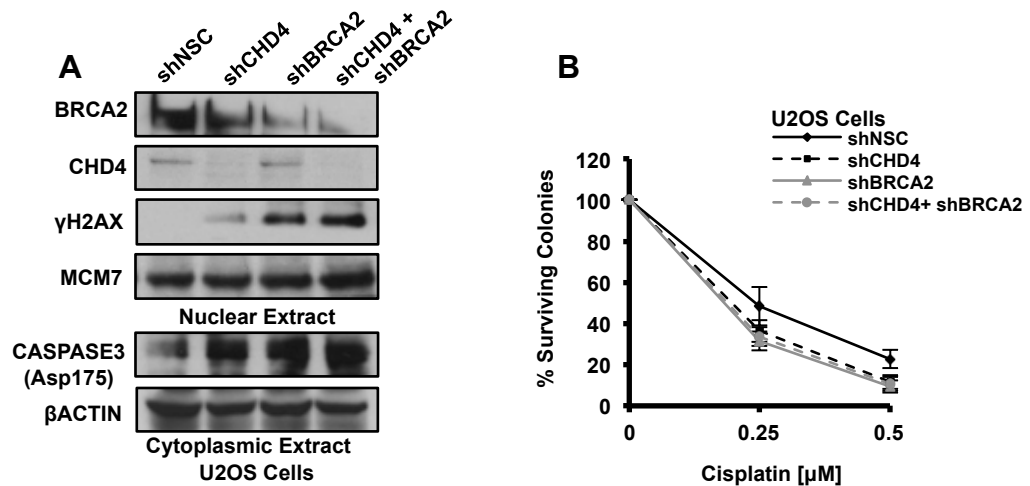 A
shNSC
shCHD4
shBRCA2
shCHD4 +
shBRCA2
BRCA2
CHD4
γH2AX
MCM7
Nuclear Extract
CASPASE3
(Asp175)
βACTIN
Cytoplasmic Extract
U2OS Cells
B
U2OS Cells
shNSC
shCHD4
shBRCA2
shCHD4+ shBRCA2
% Surviving Colonies
120
100
80
60
40
20
0
0 0.25 0.5
Cisplatin [µM]